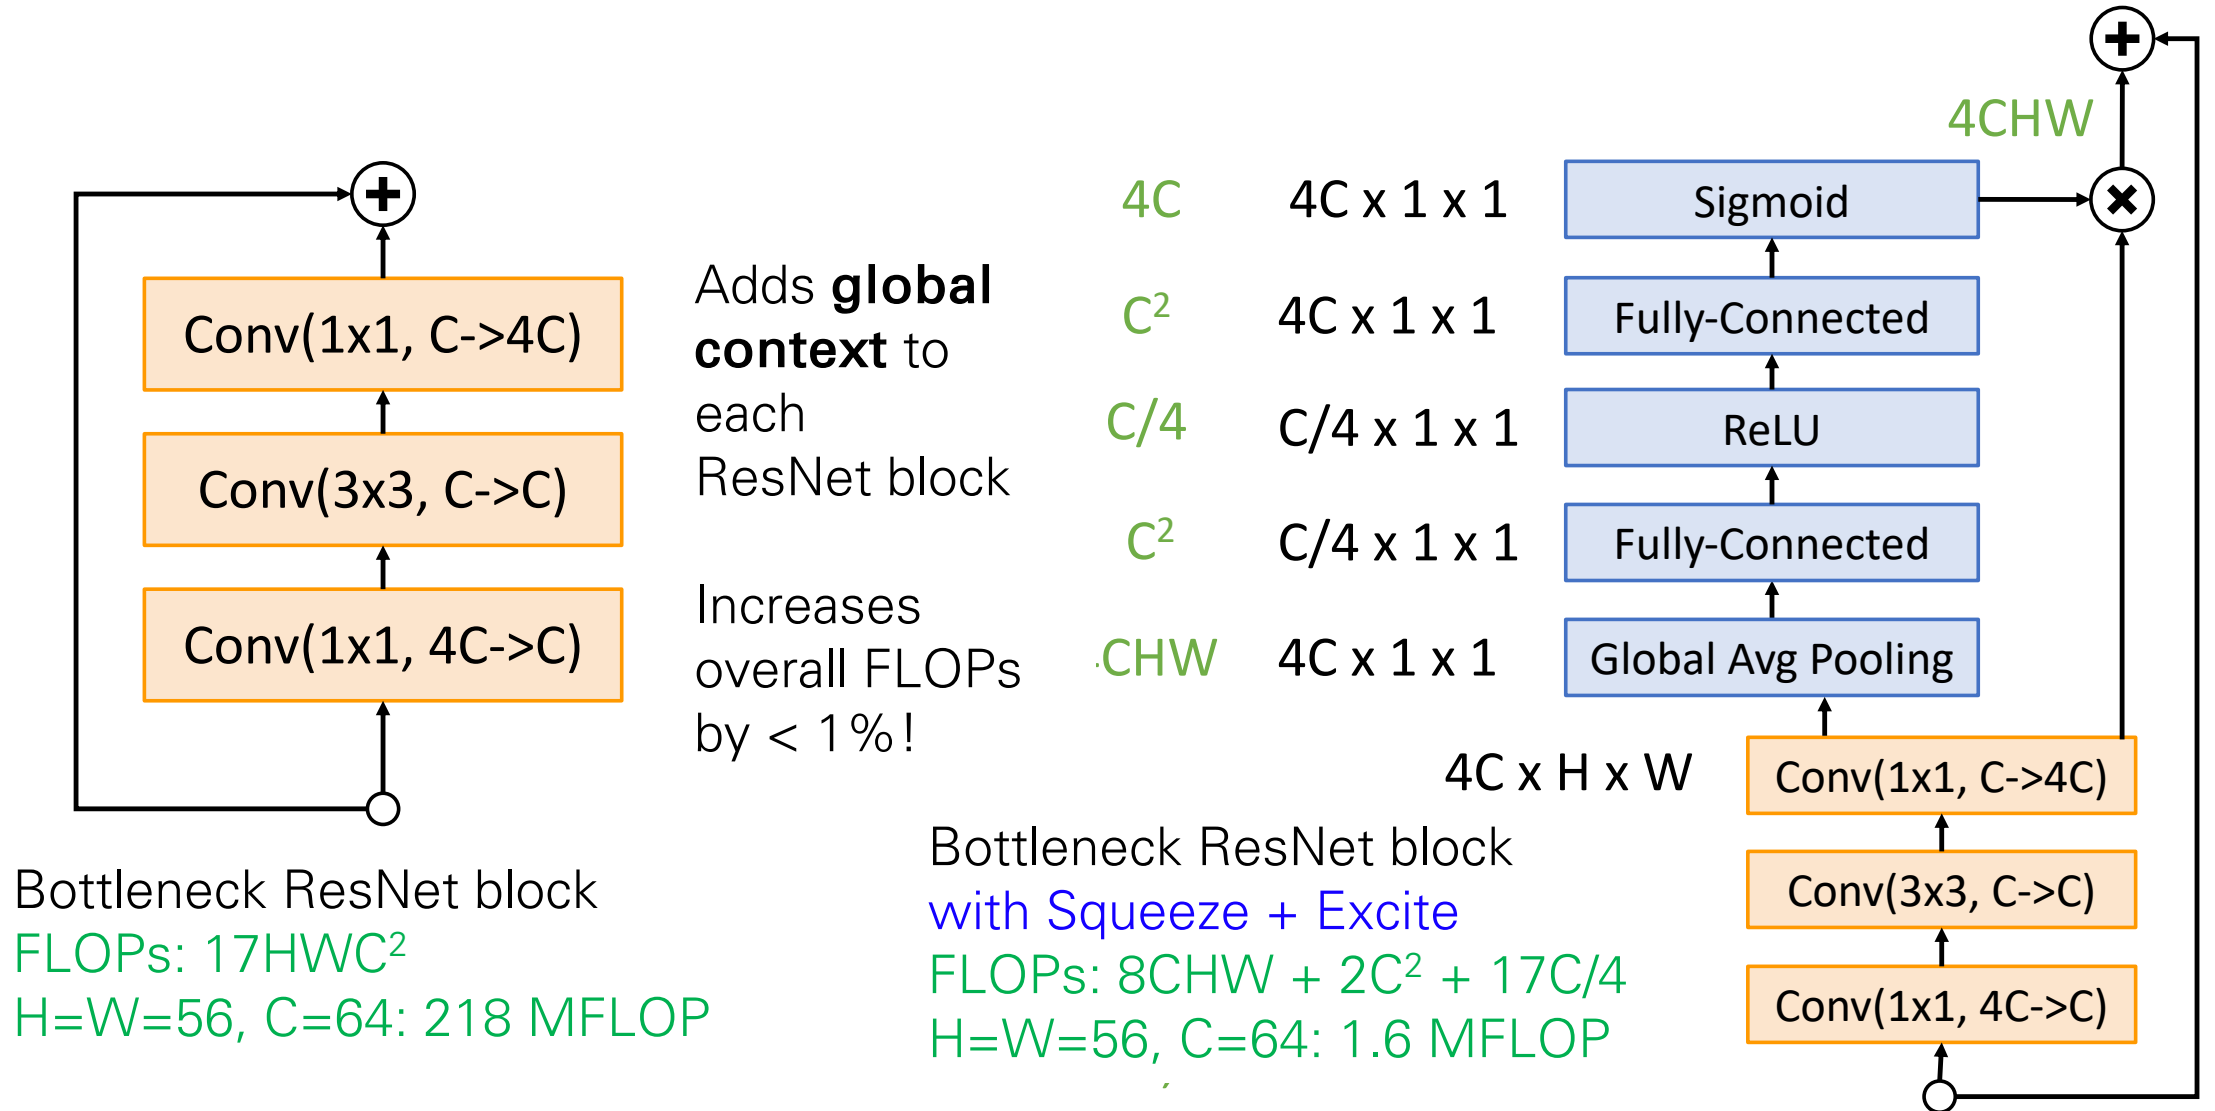 Conv(1x1, C->4C)
Conv(3x3, C->C)
Conv(1x1, 4C->C)
Bottleneck ResNet block
FLOPs: 17HWC²
H=W=56, C=64: 218 MFLOP
Adds global
context to
each
ResNet block
Increases
overall FLOPs
by < 1%!
4CHW
4C 4C x 1 x 1 Sigmoid
C² 4C x 1 x 1 Fully-Connected
C/4 C/4 x 1 x 1 ReLU
C² C/4 x 1 x 1 Fully-Connected
CHW 4C x 1 x 1 Global Avg Pooling
4C x H x W Conv(1x1, C->4C)
Conv(3x3, C->C)
Conv(1x1, 4C->C)
Bottleneck ResNet block
with Squeeze + Excite
FLOPs: 8CHW + 2C² + 17C/4
H=W=56, C=64: 1.6 MFLOP